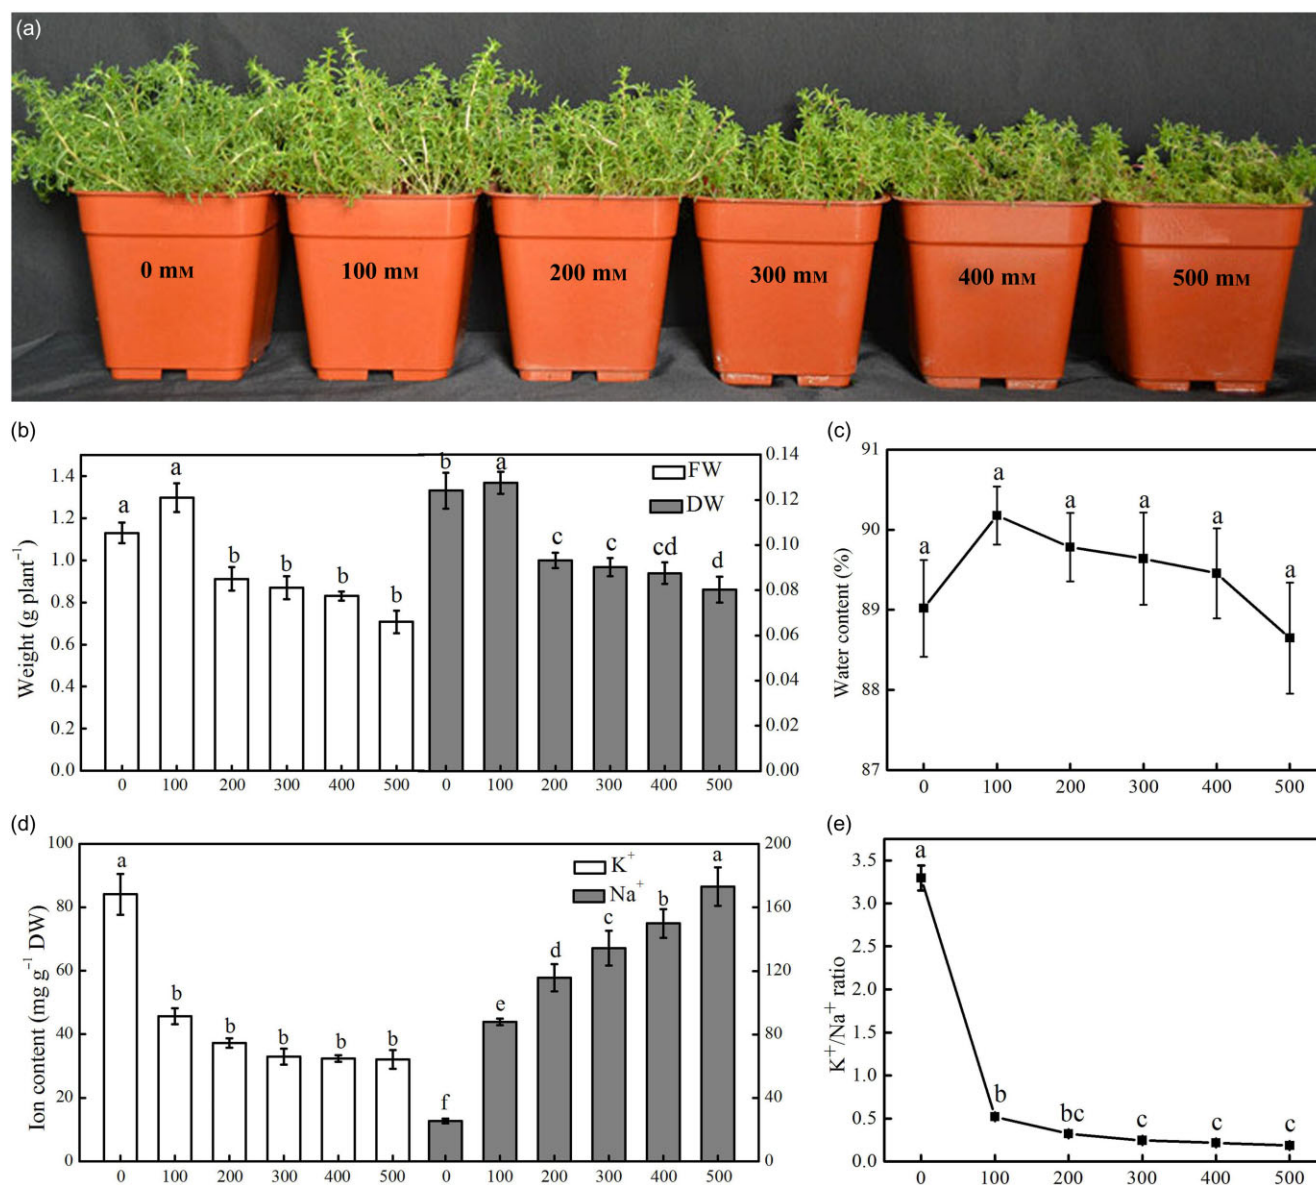 (a)
0 mM
100 mM
200 mM
300 mM
400 mM
500 mM
(b)
Weight (g plant⁻¹)
1.4
1.2
1.0
0.8
0.6
0.4
0.2
0.0
a
a
b
b
b
b
b
a
c
c
cd
d
FW
DW
0.14
0.12
0.10
0.08
0.06
0.04
0.02
0.00
0 100 200 300 400 500 0 100 200 300 400 500
(c)
Water content (%)
91
90
89
88
87
a
a
a
a
a
a
0 100 200 300 400 500
(d)
Ion content (mg g⁻¹ DW)
100
80
60
40
20
0
a
b
b
b
b
b
f
e
d
c
b
a
K⁺
Na⁺
200
160
120
80
40
0
0 100 200 300 400 500 0 100 200 300 400 500
(e)
K⁺/Na⁺ ratio
3.5
3.0
2.5
2.0
1.5
1.0
0.5
0.0
a
b
bc
c
c
c
0 100 200 300 400 500